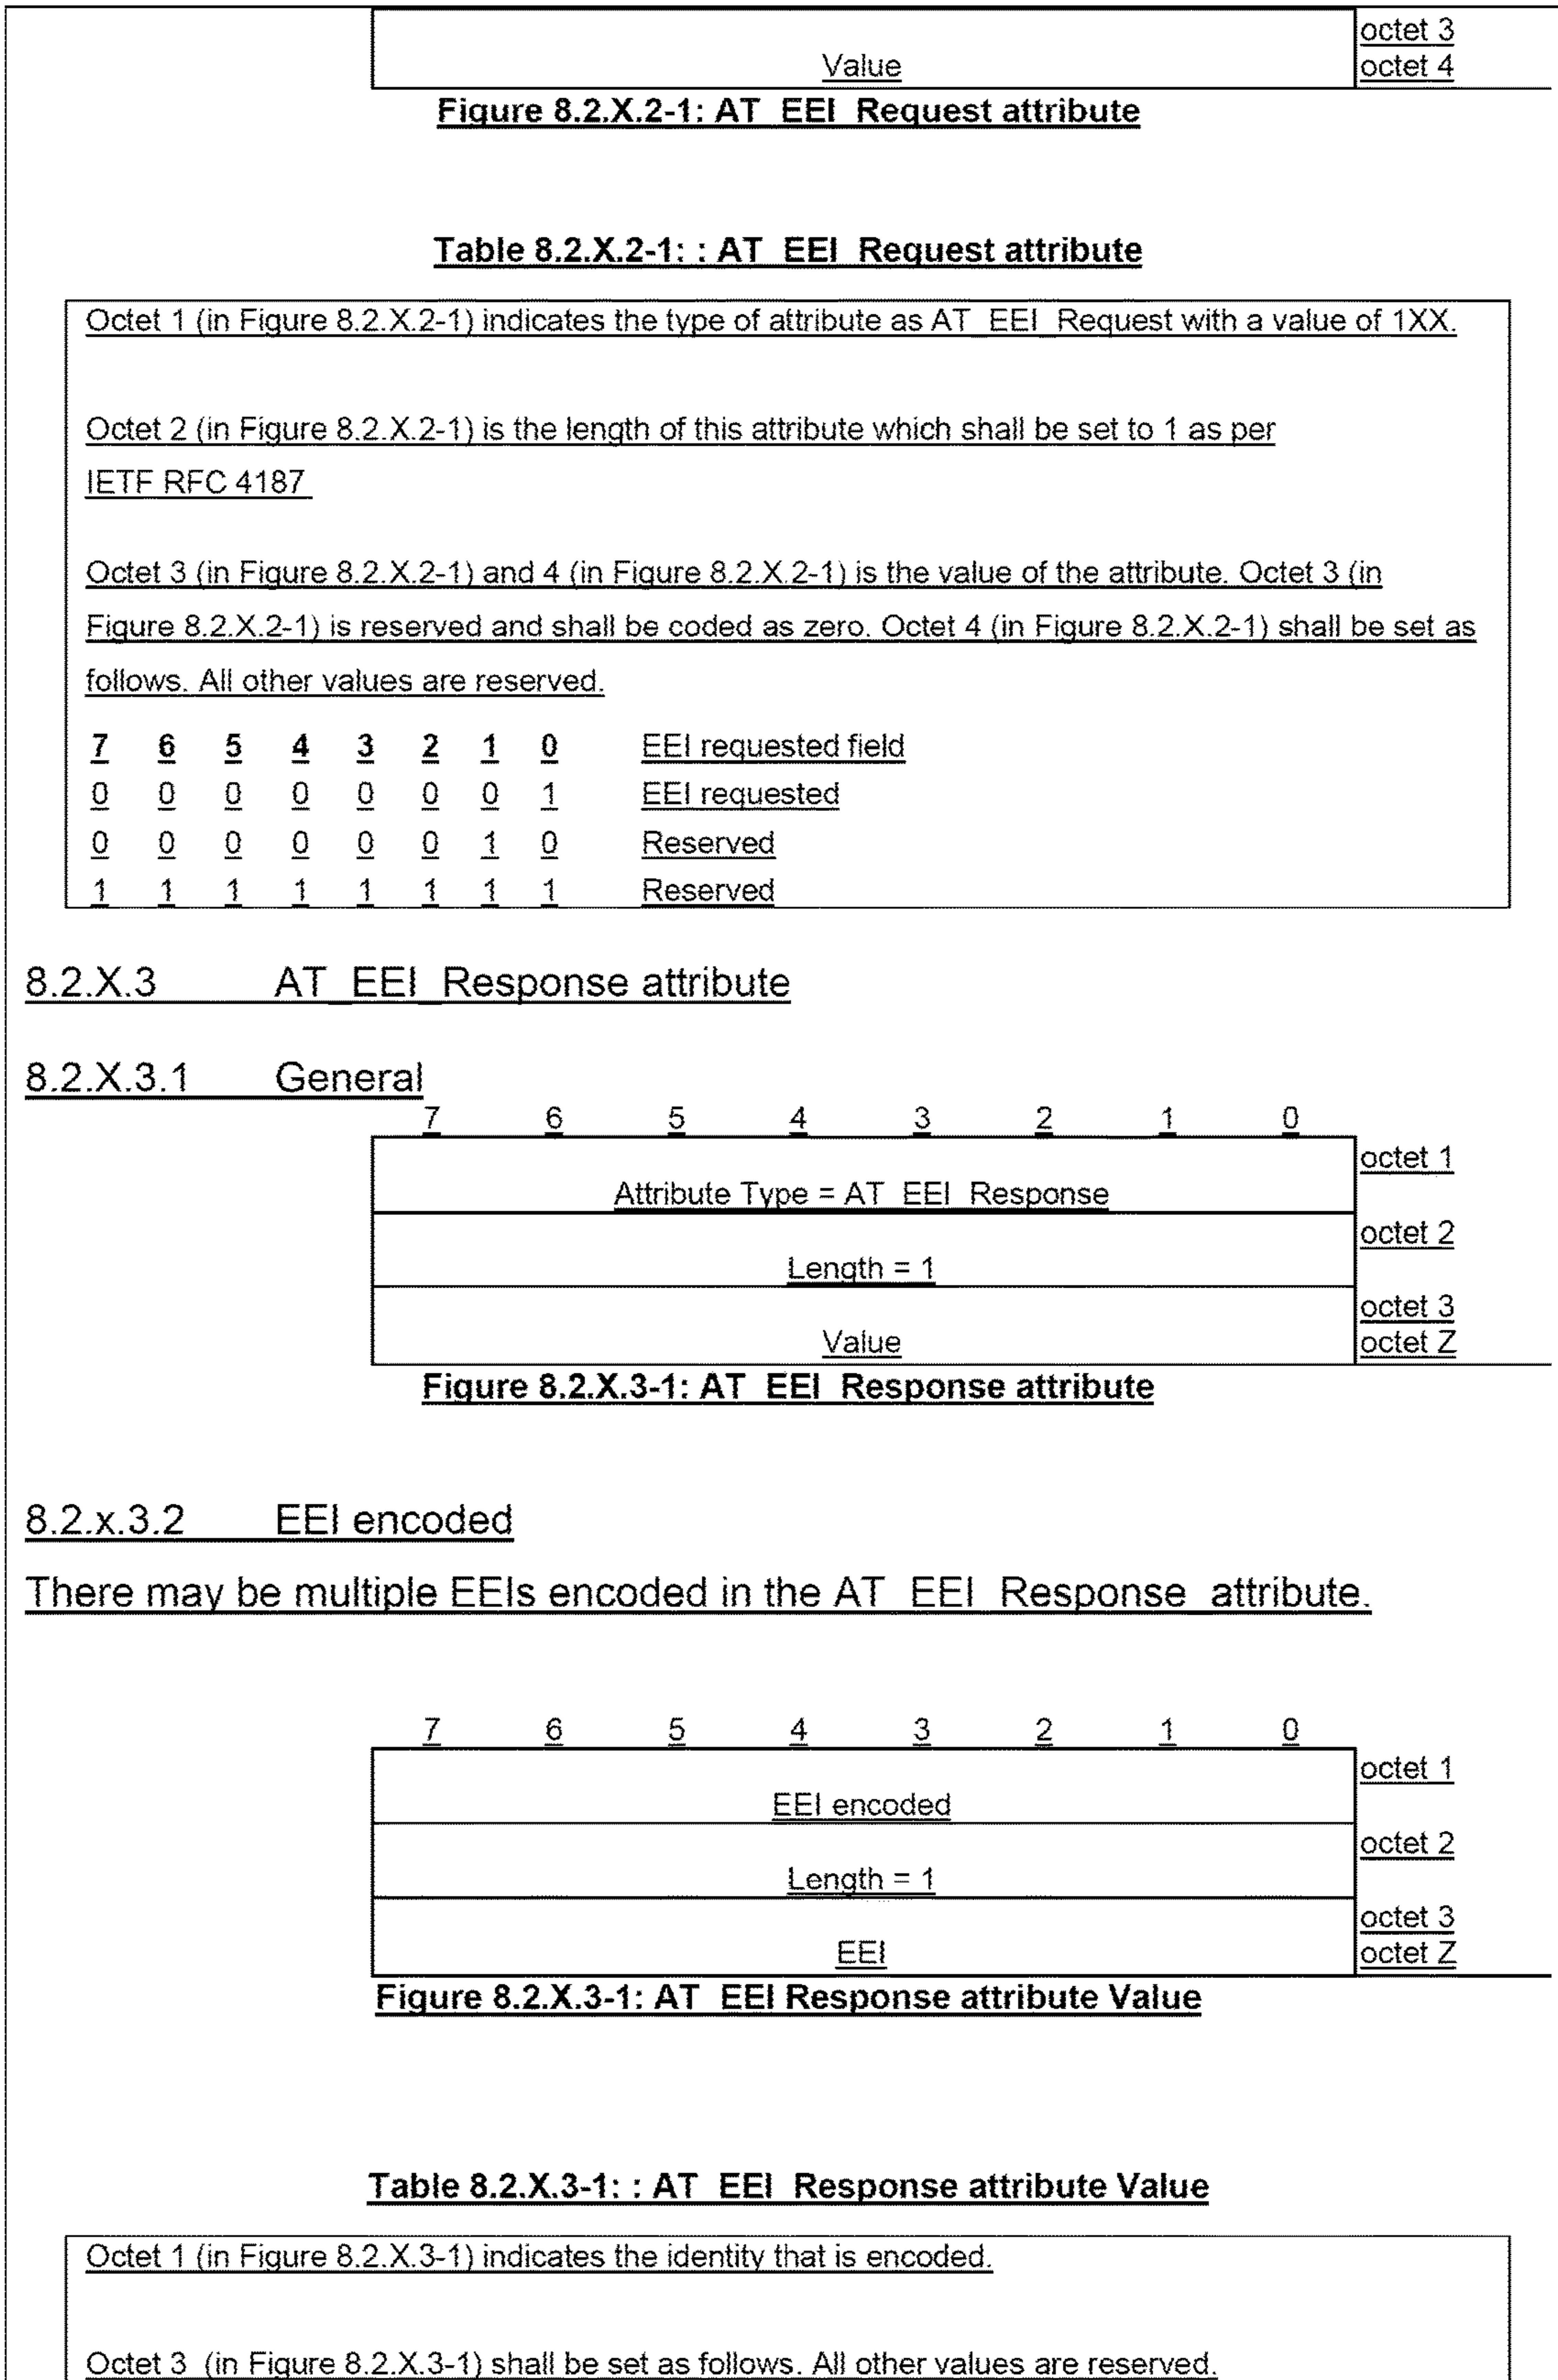 octet 3
Value octet 4
Figure 8.2.X.2-1: AT_EEI_Request attribute
Table 8.2.X.2-1: : AT_EEI_Request attribute
Octet 1 (in Figure 8.2.X.2-1) indicates the type of attribute as AT_EEI_Request with a value of 1XX.
Octet 2 (in Figure 8.2.X.2-1) is the length of this attribute which shall be set to 1 as per
IETF RFC 4187
Octet 3 (in Figure 8.2.X.2-1) and 4 (in Figure 8.2.X.2-1) is the value of the attribute. Octet 3 (in
Figure 8.2.X.2-1) is reserved and shall be coded as zero. Octet 4 (in Figure 8.2.X.2-1) shall be set as
follows. All other values are reserved.
7 6 5 4 3 2 1 0 EEI requested field
0 0 0 0 0 0 0 1 EEI requested
0 0 0 0 0 0 1 0 Reserved
1 1 1 1 1 1 1 1 Reserved
8.2.X.3 AT_EEI_Response attribute
8.2.X.3.1 General
7 6 5 4 3 2 1 0
octet 1
Attribute Type = AT_EEI_Response
octet 2
Length = 1
octet 3
Value octet Z
Figure 8.2.X.3-1: AT_EEI_Response attribute
8.2.x.3.2 EEI encoded
There may be multiple EEIs encoded in the AT_EEI_Response_attribute.
7 6 5 4 3 2 1 0
octet 1
EEI encoded
octet 2
Length = 1
octet 3
EEI octet Z
Figure 8.2.X.3-1: AT_EEI Response attribute Value
Table 8.2.X.3-1: : AT_EEI_Response attribute Value
Octet 1 (in Figure 8.2.X.3-1) indicates the identity that is encoded.
Octet 3 (in Figure 8.2.X.3-1) shall be set as follows. All other values are reserved.